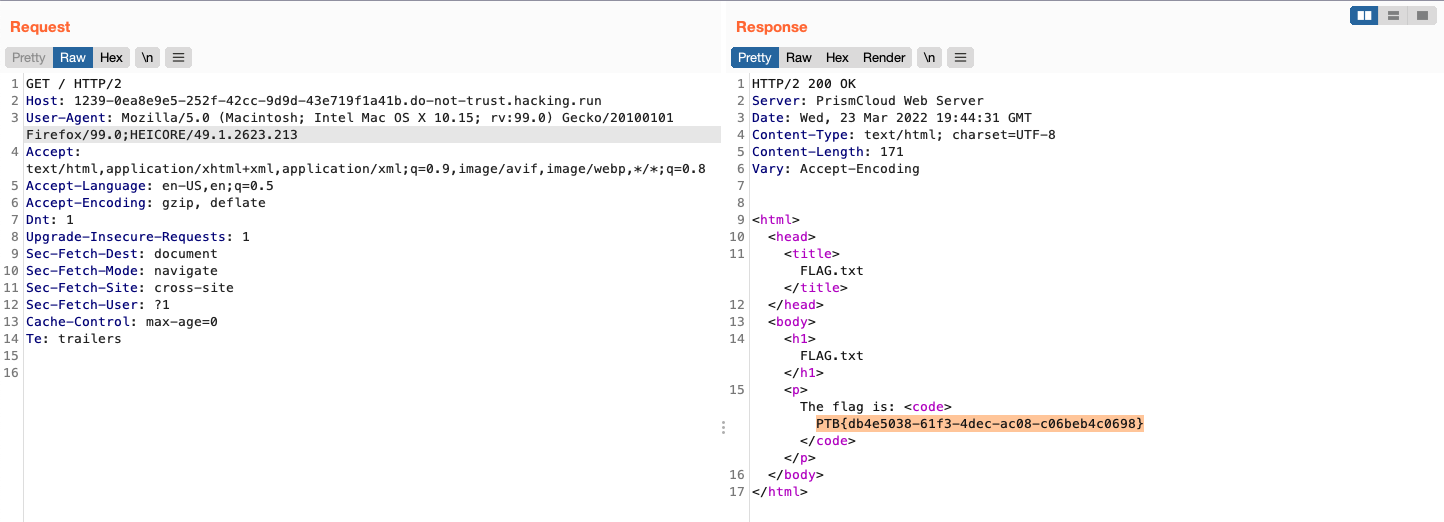 Request
Pretty Raw Hex \n
1 GET / HTTP/2
2 Host: 1239-0ea8e9e5-252f-42cc-9d9d-43e719f1a41b.do-not-trust.hacking.run
3 User-Agent: Mozilla/5.0 (Macintosh; Intel Mac OS X 10.15; rv:99.0) Gecko/20100101
Firefox/99.0;HEICORE/49.1.2623.213
4 Accept:
text/html,application/xhtml+xml,application/xml;q=0.9,image/avif,image/webp,*/*;q=0.8
5 Accept-Language: en-US,en;q=0.5
6 Accept-Encoding: gzip, deflate
7 Dnt: 1
8 Upgrade-Insecure-Requests: 1
9 Sec-Fetch-Dest: document
10 Sec-Fetch-Mode: navigate
11 Sec-Fetch-Site: cross-site
12 Sec-Fetch-User: ?1
13 Cache-Control: max-age=0
14 Te: trailers
15
16
Response
Pretty Raw Hex Render \n
1 HTTP/2 200 OK
2 Server: PrismCloud Web Server
3 Date: Wed, 23 Mar 2022 19:44:31 GMT
4 Content-Type: text/html; charset=UTF-8
5 Content-Length: 171
6 Vary: Accept-Encoding
7
8
9 <html>
10 <head>
11 <title>
FLAG.txt
</title>
12 </head>
13 <body>
14 <h1>
FLAG.txt
</h1>
15 <p>
The flag is: <code>
PTB{db4e5038-61f3-4dec-ac08-c06beb4c0698}
</code>
</p>
16 </body>
17 </html>